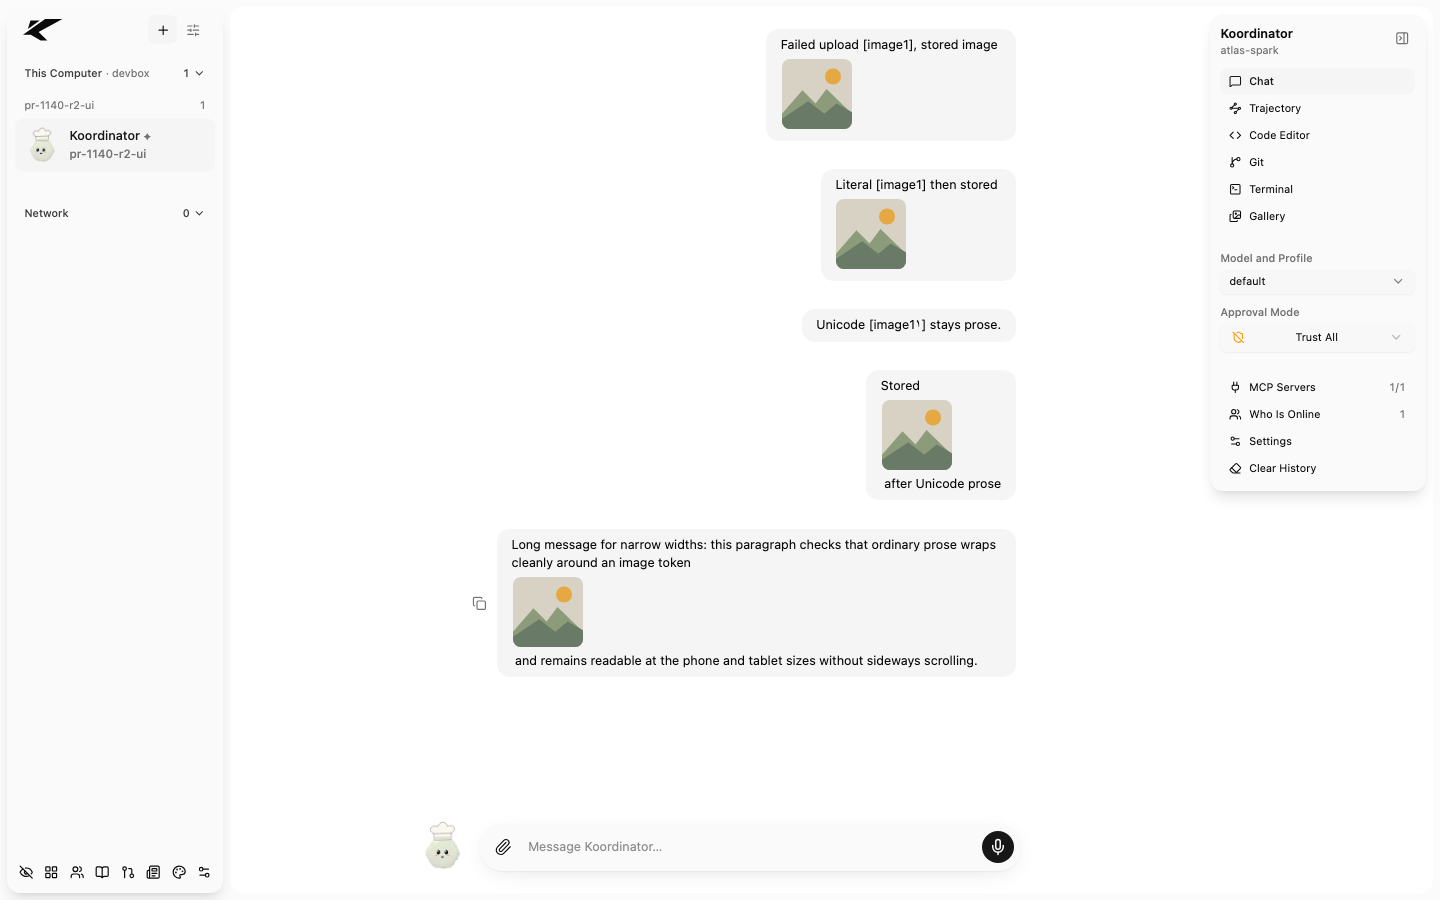 This Computer · devbox 1
pr-1140-r2-ui 1
Koordinator
pr-1140-r2-ui
Network 0
Failed upload [image1], stored image
Literal [image1] then stored
Unicode [image1۱] stays prose.
Stored
after Unicode prose
Long message for narrow widths: this paragraph checks that ordinary prose wraps
cleanly around an image token
and remains readable at the phone and tablet sizes without sideways scrolling.
Message Koordinator...
Koordinator
atlas-spark
Chat
Trajectory
Code Editor
Git
Terminal
Gallery
Model and Profile
default
Approval Mode
Trust All
MCP Servers 1/1
Who Is Online 1
Settings
Clear History